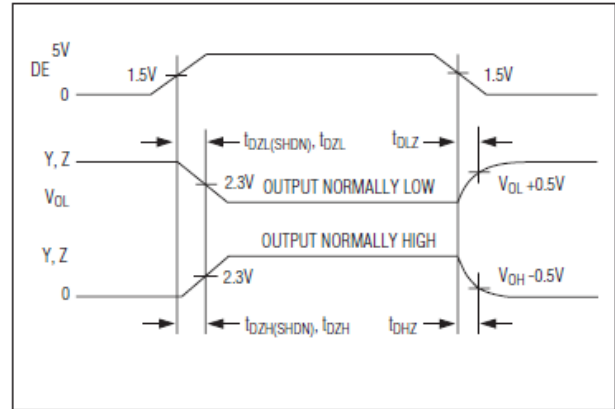 5V
DE
1.5V
1.5V
0
tDZL(SHDN), tDZL
tDLZ
Y, Z
2.3V
OUTPUT NORMALLY LOW
VOL +0.5V
VOL
OUTPUT NORMALLY HIGH
Y, Z
2.3V
VOH -0.5V
0
tDZH(SHDN), tDZH
tDHZ